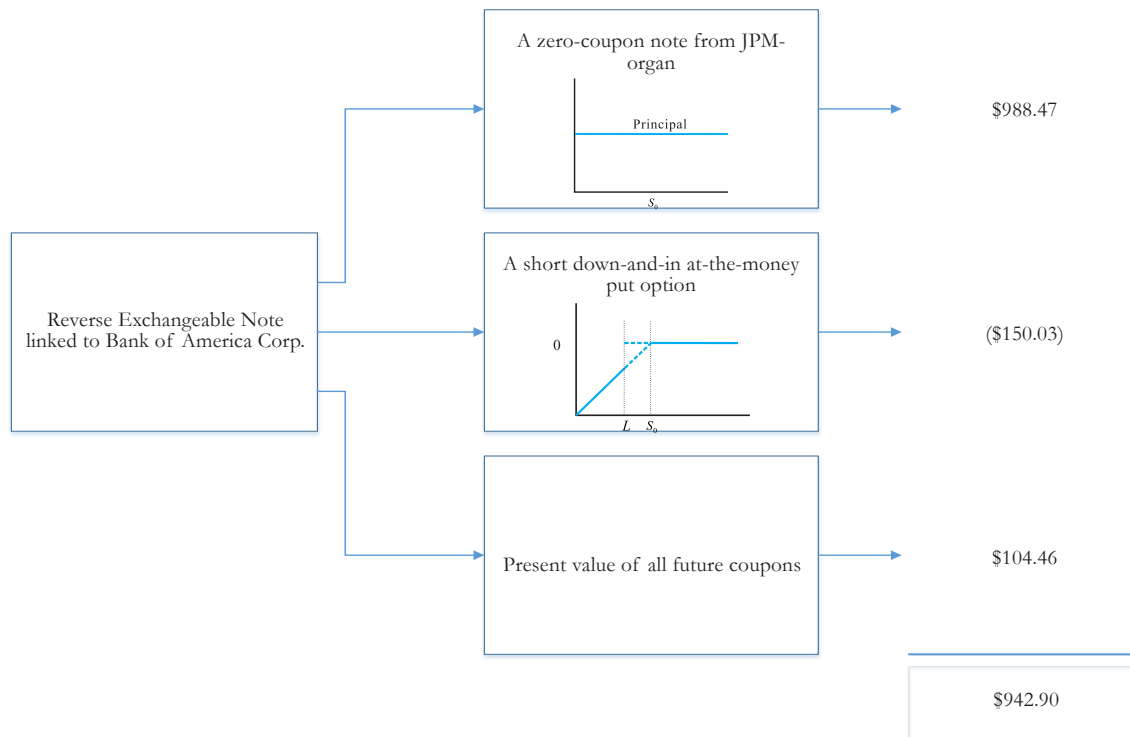 A zero-coupon note from JPM-
organ
Principal
S₀
$988.47
Reverse Exchangeable Note
linked to Bank of America Corp.
A short down-and-in at-the-money
put option
0
L S₀
($150.03)
Present value of all future coupons
$104.46
$942.90